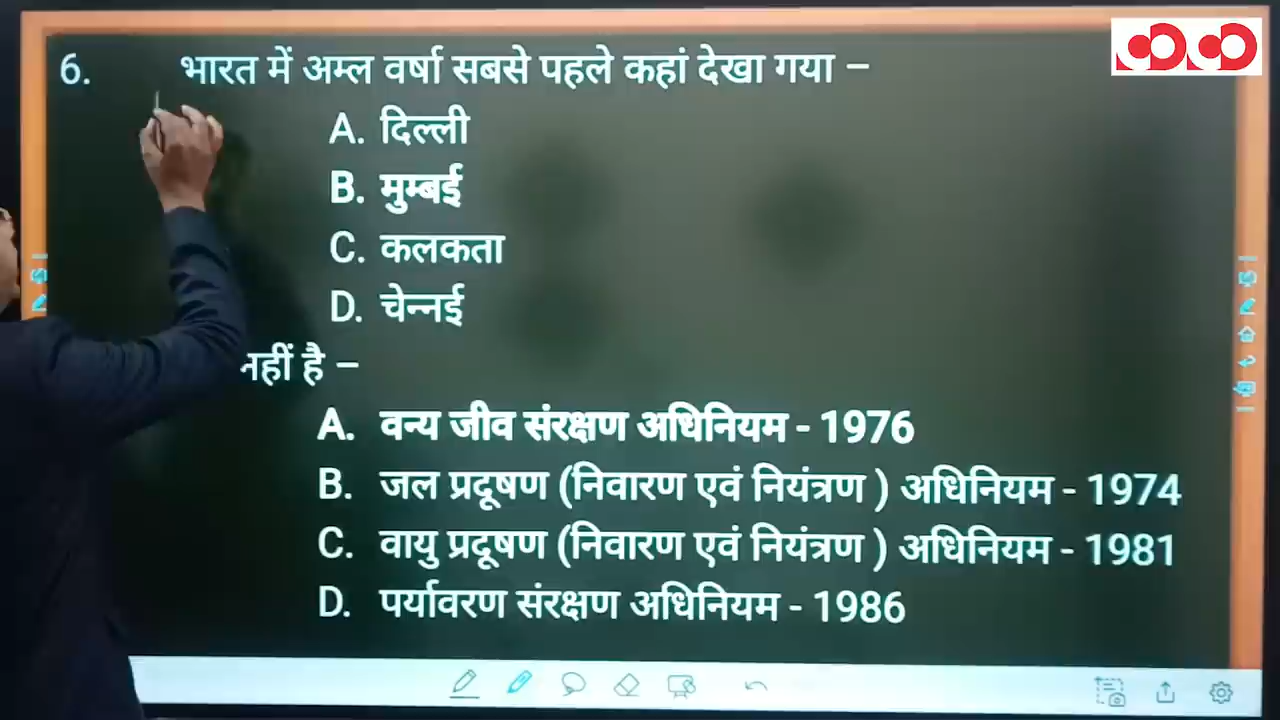 6. भारत में अम्ल वर्षा सबसे पहले कहां देखा गया –
A. दिल्ली
B. मुम्बई
C. कलकता
D. चेन्नई
नहीं है –
A. वन्य जीव संरक्षण अधिनियम - 1976
B. जल प्रदूषण (निवारण एवं नियंत्रण ) अधिनियम - 1974
C. वायु प्रदूषण (निवारण एवं नियंत्रण ) अधिनियम - 1981
D. पर्यावरण संरक्षण अधिनियम - 1986